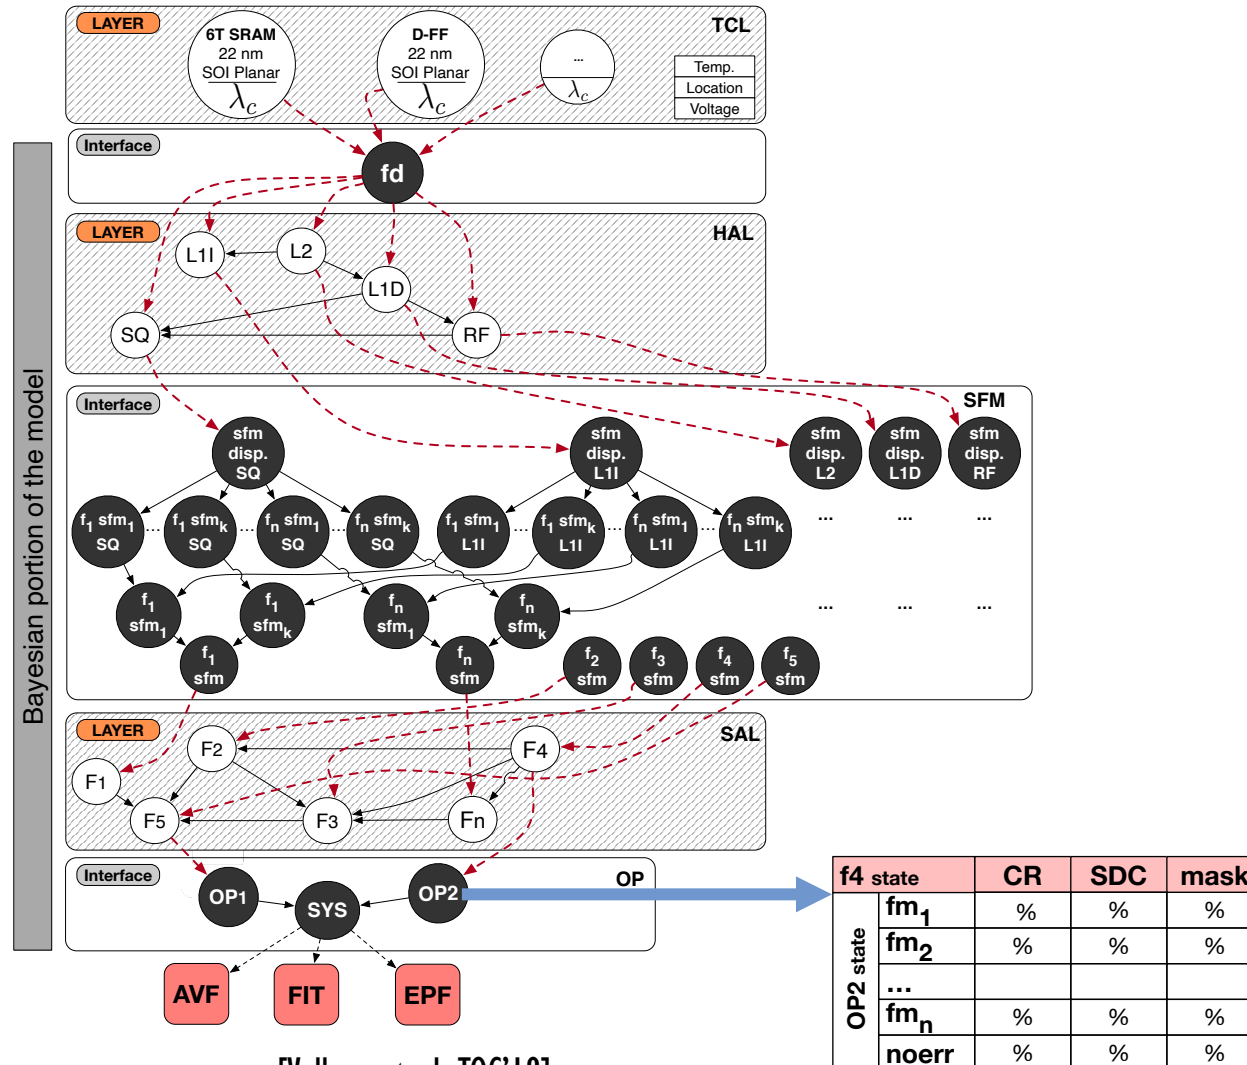 LAYER
TCL
6T SRAM
22 nm
SOI Planar
λc
D-FF
22 nm
SOI Planar
λc
...
λc
Temp.
Location
Voltage
Interface
fd
LAYER
HAL
L1I
L2
L1D
SQ
RF
Bayesian portion of the model
Interface
SFM
sfm
disp.
SQ
sfm
disp.
L1I
sfm
disp.
L2
sfm
disp.
L1D
sfm
disp.
RF
f1 sfm1
SQ
...
f1 sfmk
SQ
...
fn sfm1
SQ
...
fn sfmk
SQ
...
f1 sfm1
L1I
...
f1 sfmk
L1I
...
fn sfm1
L1I
...
fn sfmk
L1I
...
...
...
f1
sfm1
f1
sfmk
fn
sfm1
fn
sfmk
...
...
...
f1
sfm
fn
sfm
f2
sfm
f3
sfm
f4
sfm
f5
sfm
LAYER
SAL
F2
F4
F1
F5
F3
Fn
Interface
OP
OP1
SYS
OP2
AVF
FIT
EPF
f4 state CR SDC mask
OP2 state
fm1 % % %
fm2 % % %
...
fmn % % %
noerr % % %